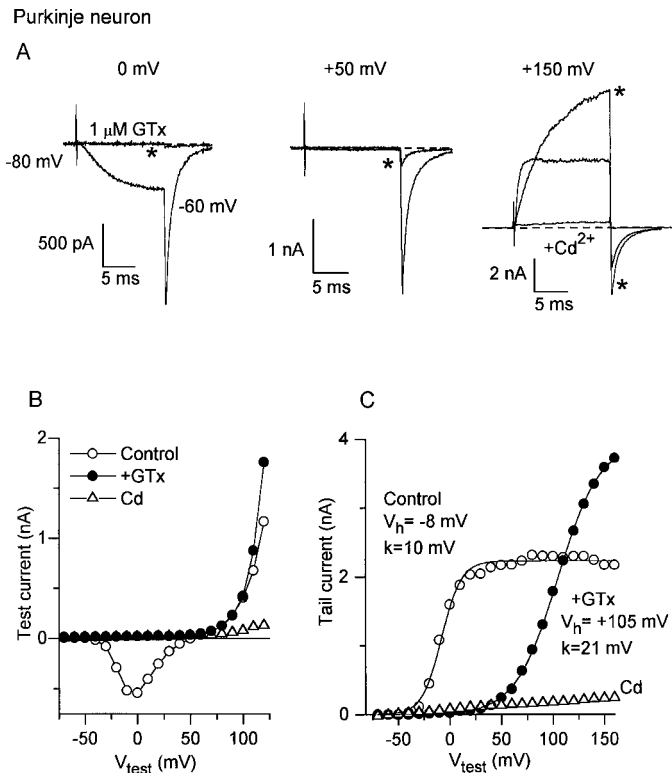 Purkinje neuron
A
0 mV
+50 mV
+150 mV
1 µM GTx
*
-80 mV
-60 mV
500 pA
5 ms
*
1 nA
5 ms
*
+Cd2+
2 nA
*
5 ms
B
Control
+GTx
Cd
Test current (nA)
2
1
0
-50 0 50 100
Vtest (mV)
C
Tail current (nA)
4
2
0
Control
Vh= -8 mV
k=10 mV
+GTx
Vh= +105 mV
k=21 mV
Cd
-50 0 50 100 150
Vtest (mV)